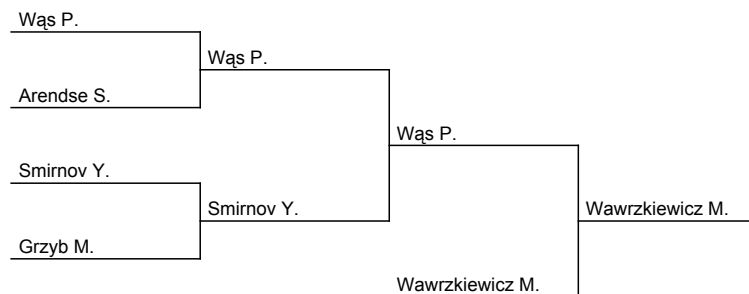 Wąs P.
Wąs P.
Arendse S.
Wąs P.
Smirnov Y.
Smirnov Y.
Wawrzkiewicz M.
Grzyb M.
Wawrzkiewicz M.